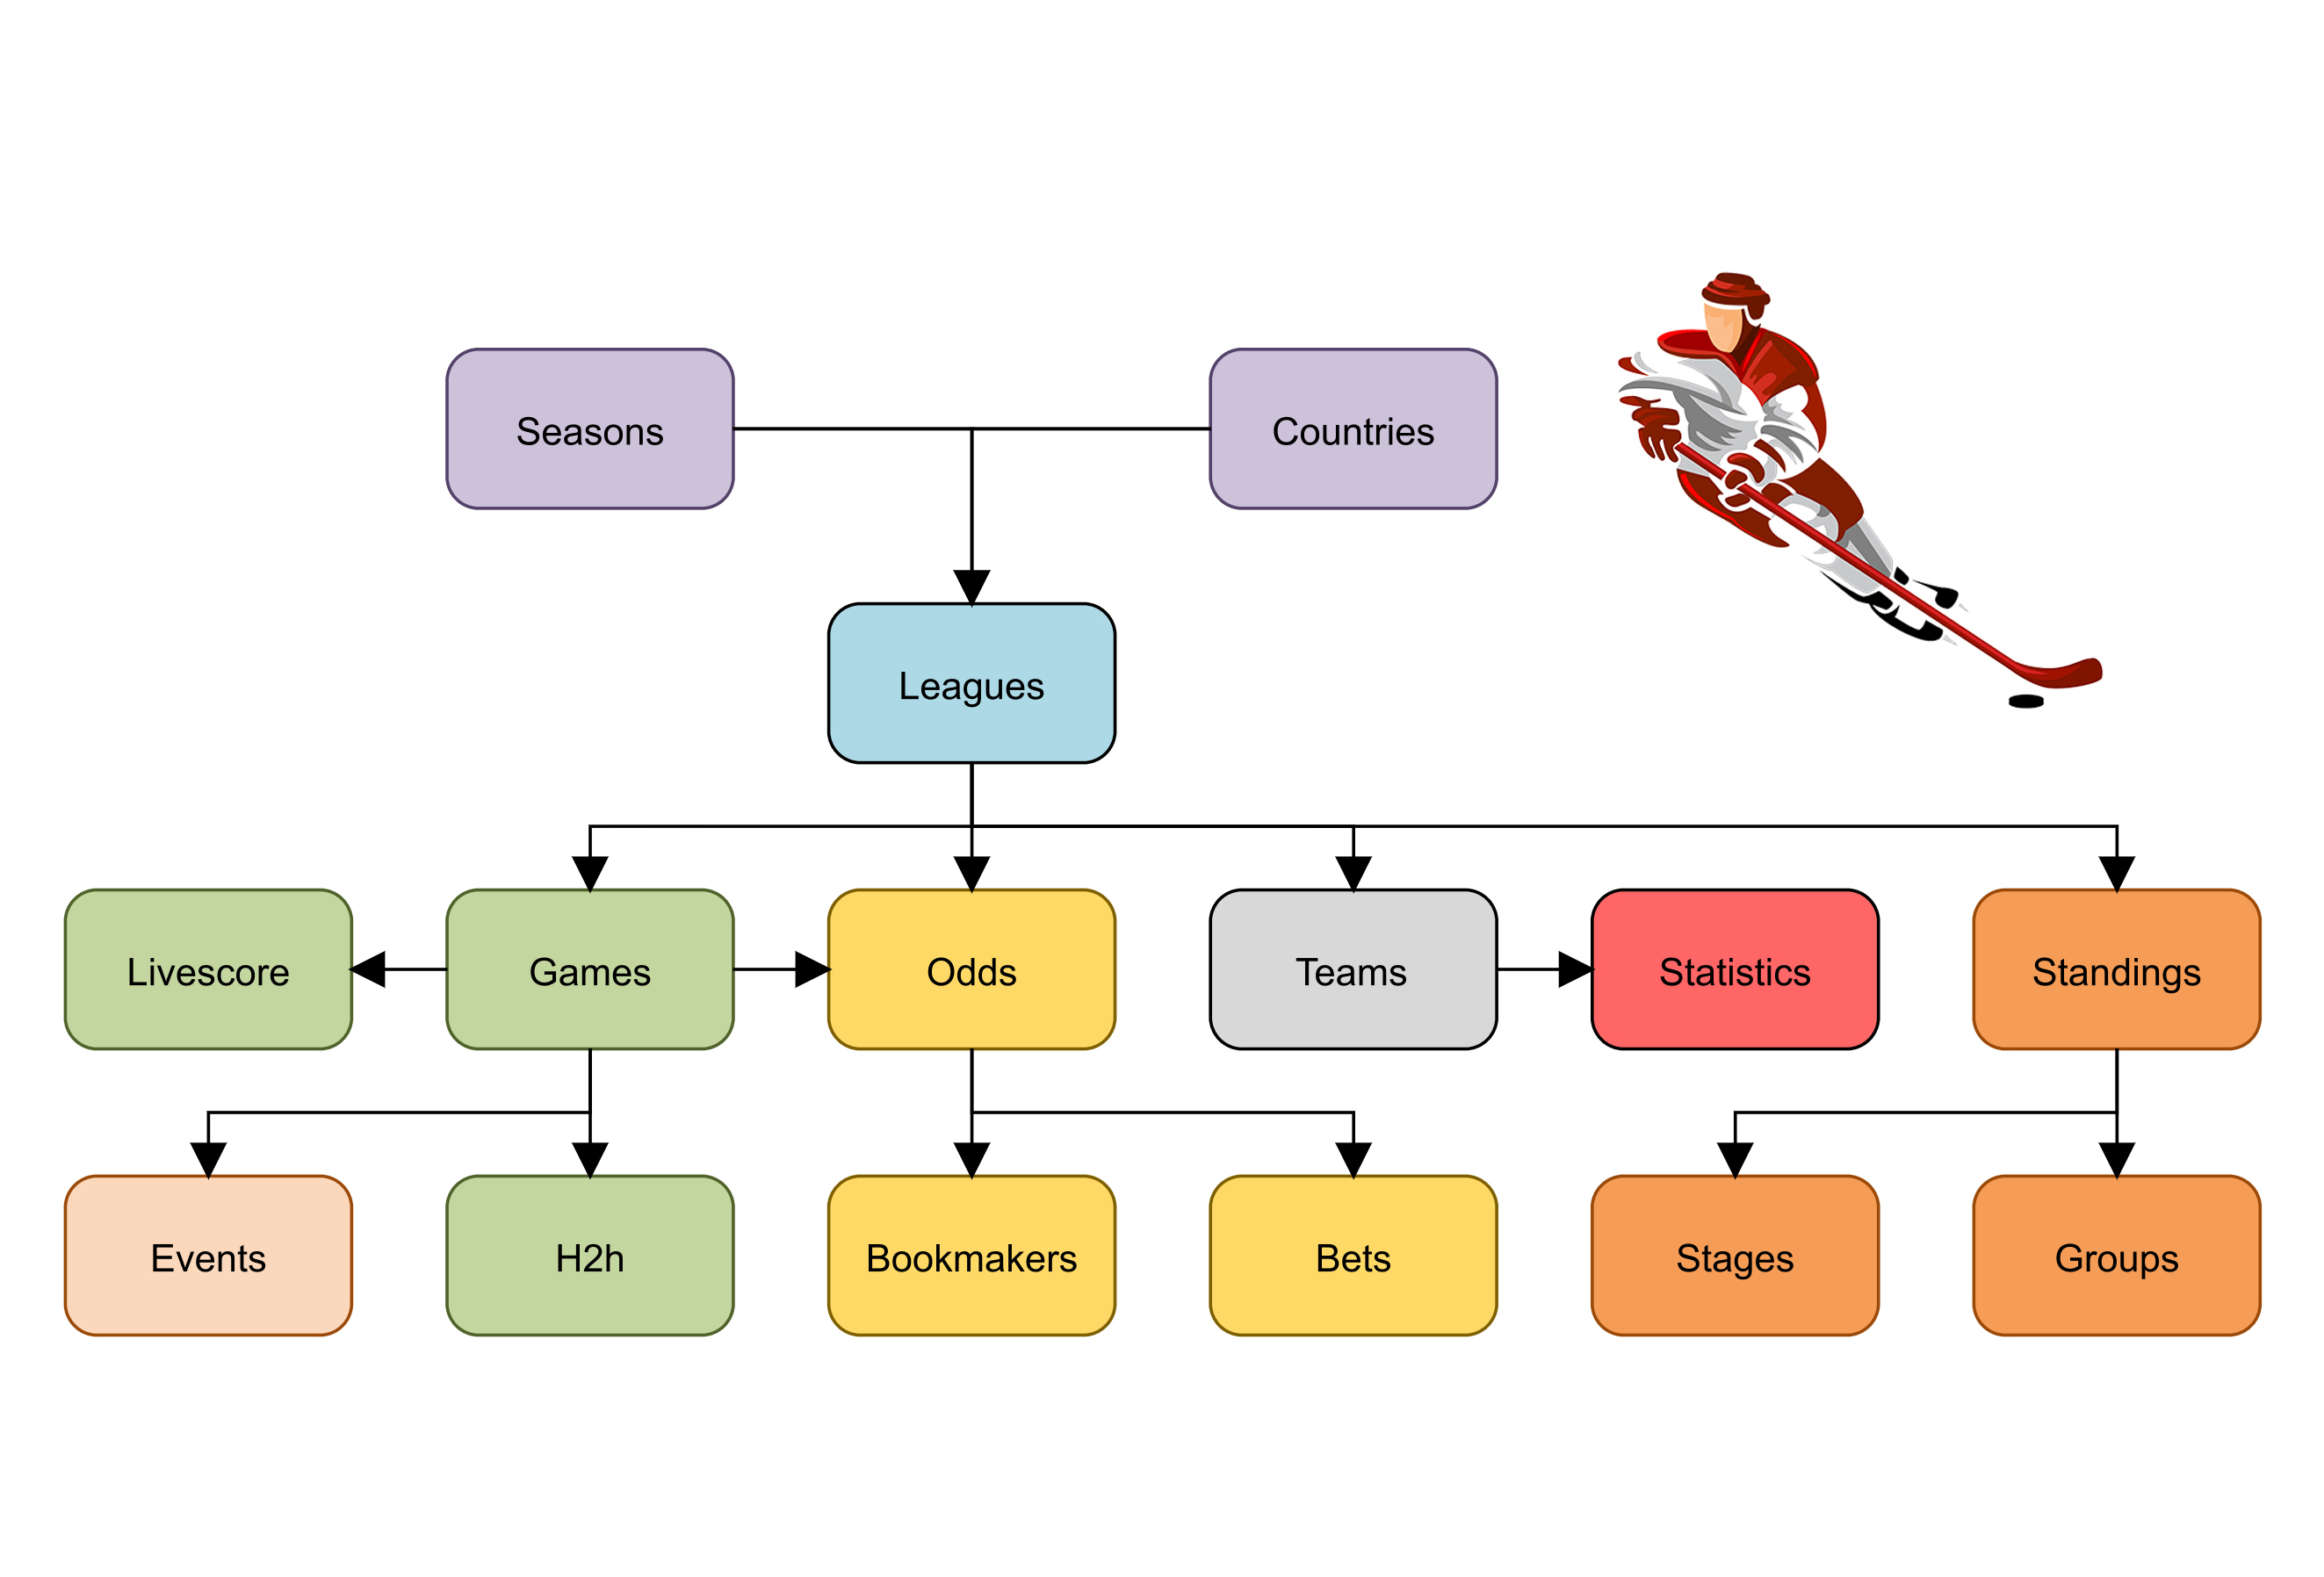 Seasons
Countries
Leagues
Livescore
Games
Odds
Teams
Statistics
Standings
Events
H2h
Bookmakers
Bets
Stages
Groups